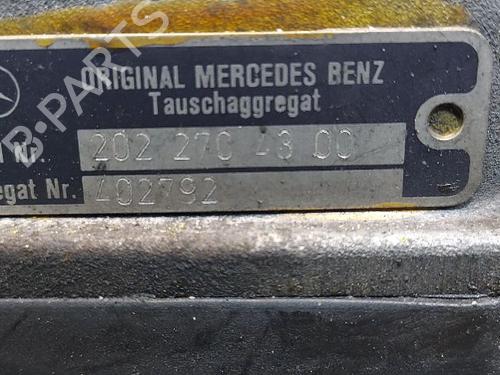 ORIGINAL MERCEDES BENZ
Tauschaggregat
Nr. 202 270 43 00
egat Nr. 402792
B-PARTS